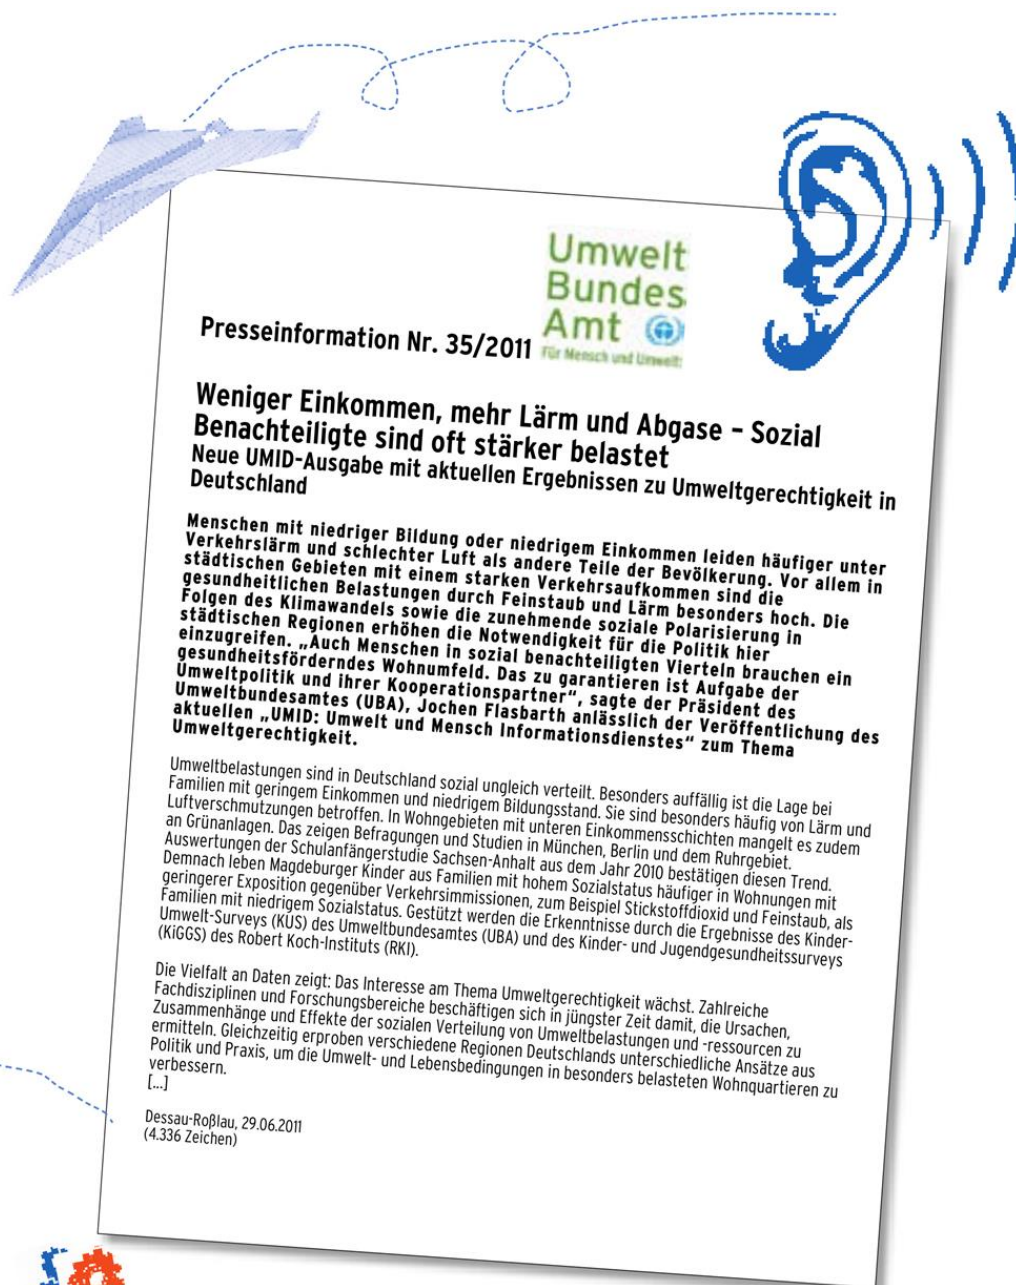 Umwelt
Bundes
Amt
Für Mensch und Umwelt
Presseinformation Nr. 35/2011
Weniger Einkommen, mehr Lärm und Abgase – Sozial
Benachteiligte sind oft stärker belastet
Neue UMID-Ausgabe mit aktuellen Ergebnissen zu Umweltgerechtigkeit in
Deutschland
Menschen mit niedriger Bildung oder niedrigem Einkommen leiden häufiger unter
Verkehrslärm und schlechter Luft als andere Teile der Bevölkerung. Vor allem in
städtischen Gebieten mit einem starken Verkehrsaufkommen sind die
gesundheitlichen Belastungen durch Feinstaub und Lärm besonders hoch. Die
Folgen des Klimawandels sowie die zunehmende soziale Polarisierung in
städtischen Regionen erhöhen die Notwendigkeit für die Politik hier
einzugreifen. „Auch Menschen in sozial benachteiligten Vierteln brauchen ein
gesundheitsförderndes Wohnumfeld. Das zu garantieren ist Aufgabe der
Umweltpolitik und ihrer Kooperationspartner“, sagte der Präsident des
Umweltbundesamtes (UBA), Jochen Flasbarth anlässlich der Veröffentlichung des
aktuellen „UMID: Umwelt und Mensch Informationsdienstes“ zum Thema
Umweltgerechtigkeit.
Umweltbelastungen sind in Deutschland sozial ungleich verteilt. Besonders auffällig ist die Lage bei
Familien mit geringem Einkommen und niedrigem Bildungsstand. Sie sind besonders häufig von Lärm und
Luftverschmutzungen betroffen. In Wohngebieten mit unteren Einkommensschichten mangelt es zudem
an Grünanlagen. Das zeigen Befragungen und Studien in München, Berlin und dem Ruhrgebiet.
Auswertungen der Schulanfängerstudie Sachsen-Anhalt aus dem Jahr 2010 bestätigen diesen Trend.
Demnach leben Magdeburger Kinder aus Familien mit hohem Sozialstatus häufiger in Wohnungen mit
geringerer Exposition gegenüber Verkehrsimmissionen, zum Beispiel Stickstoffdioxid und Feinstaub, als
Familien mit niedrigem Sozialstatus. Gestützt werden die Erkenntnisse durch die Ergebnisse des Kinder-
Umwelt-Surveys (KUS) des Umweltbundesamtes (UBA) und des Kinder- und Jugendgesundheitssurveys
(KiGGS) des Robert Koch-Instituts (RKI).
Die Vielfalt an Daten zeigt: Das Interesse am Thema Umweltgerechtigkeit wächst. Zahlreiche
Fachdisziplinen und Forschungsbereiche beschäftigen sich in jüngster Zeit damit, die Ursachen,
Zusammenhänge und Effekte der sozialen Verteilung von Umweltbelastungen und -ressourcen zu
ermitteln. Gleichzeitig erproben verschiedene Regionen Deutschlands unterschiedliche Ansätze aus
Politik und Praxis, um die Umwelt- und Lebensbedingungen in besonders belasteten Wohnquartieren zu
verbessern.
[...]
Dessau-Roßlau, 29.06.2011
(4.336 Zeichen)